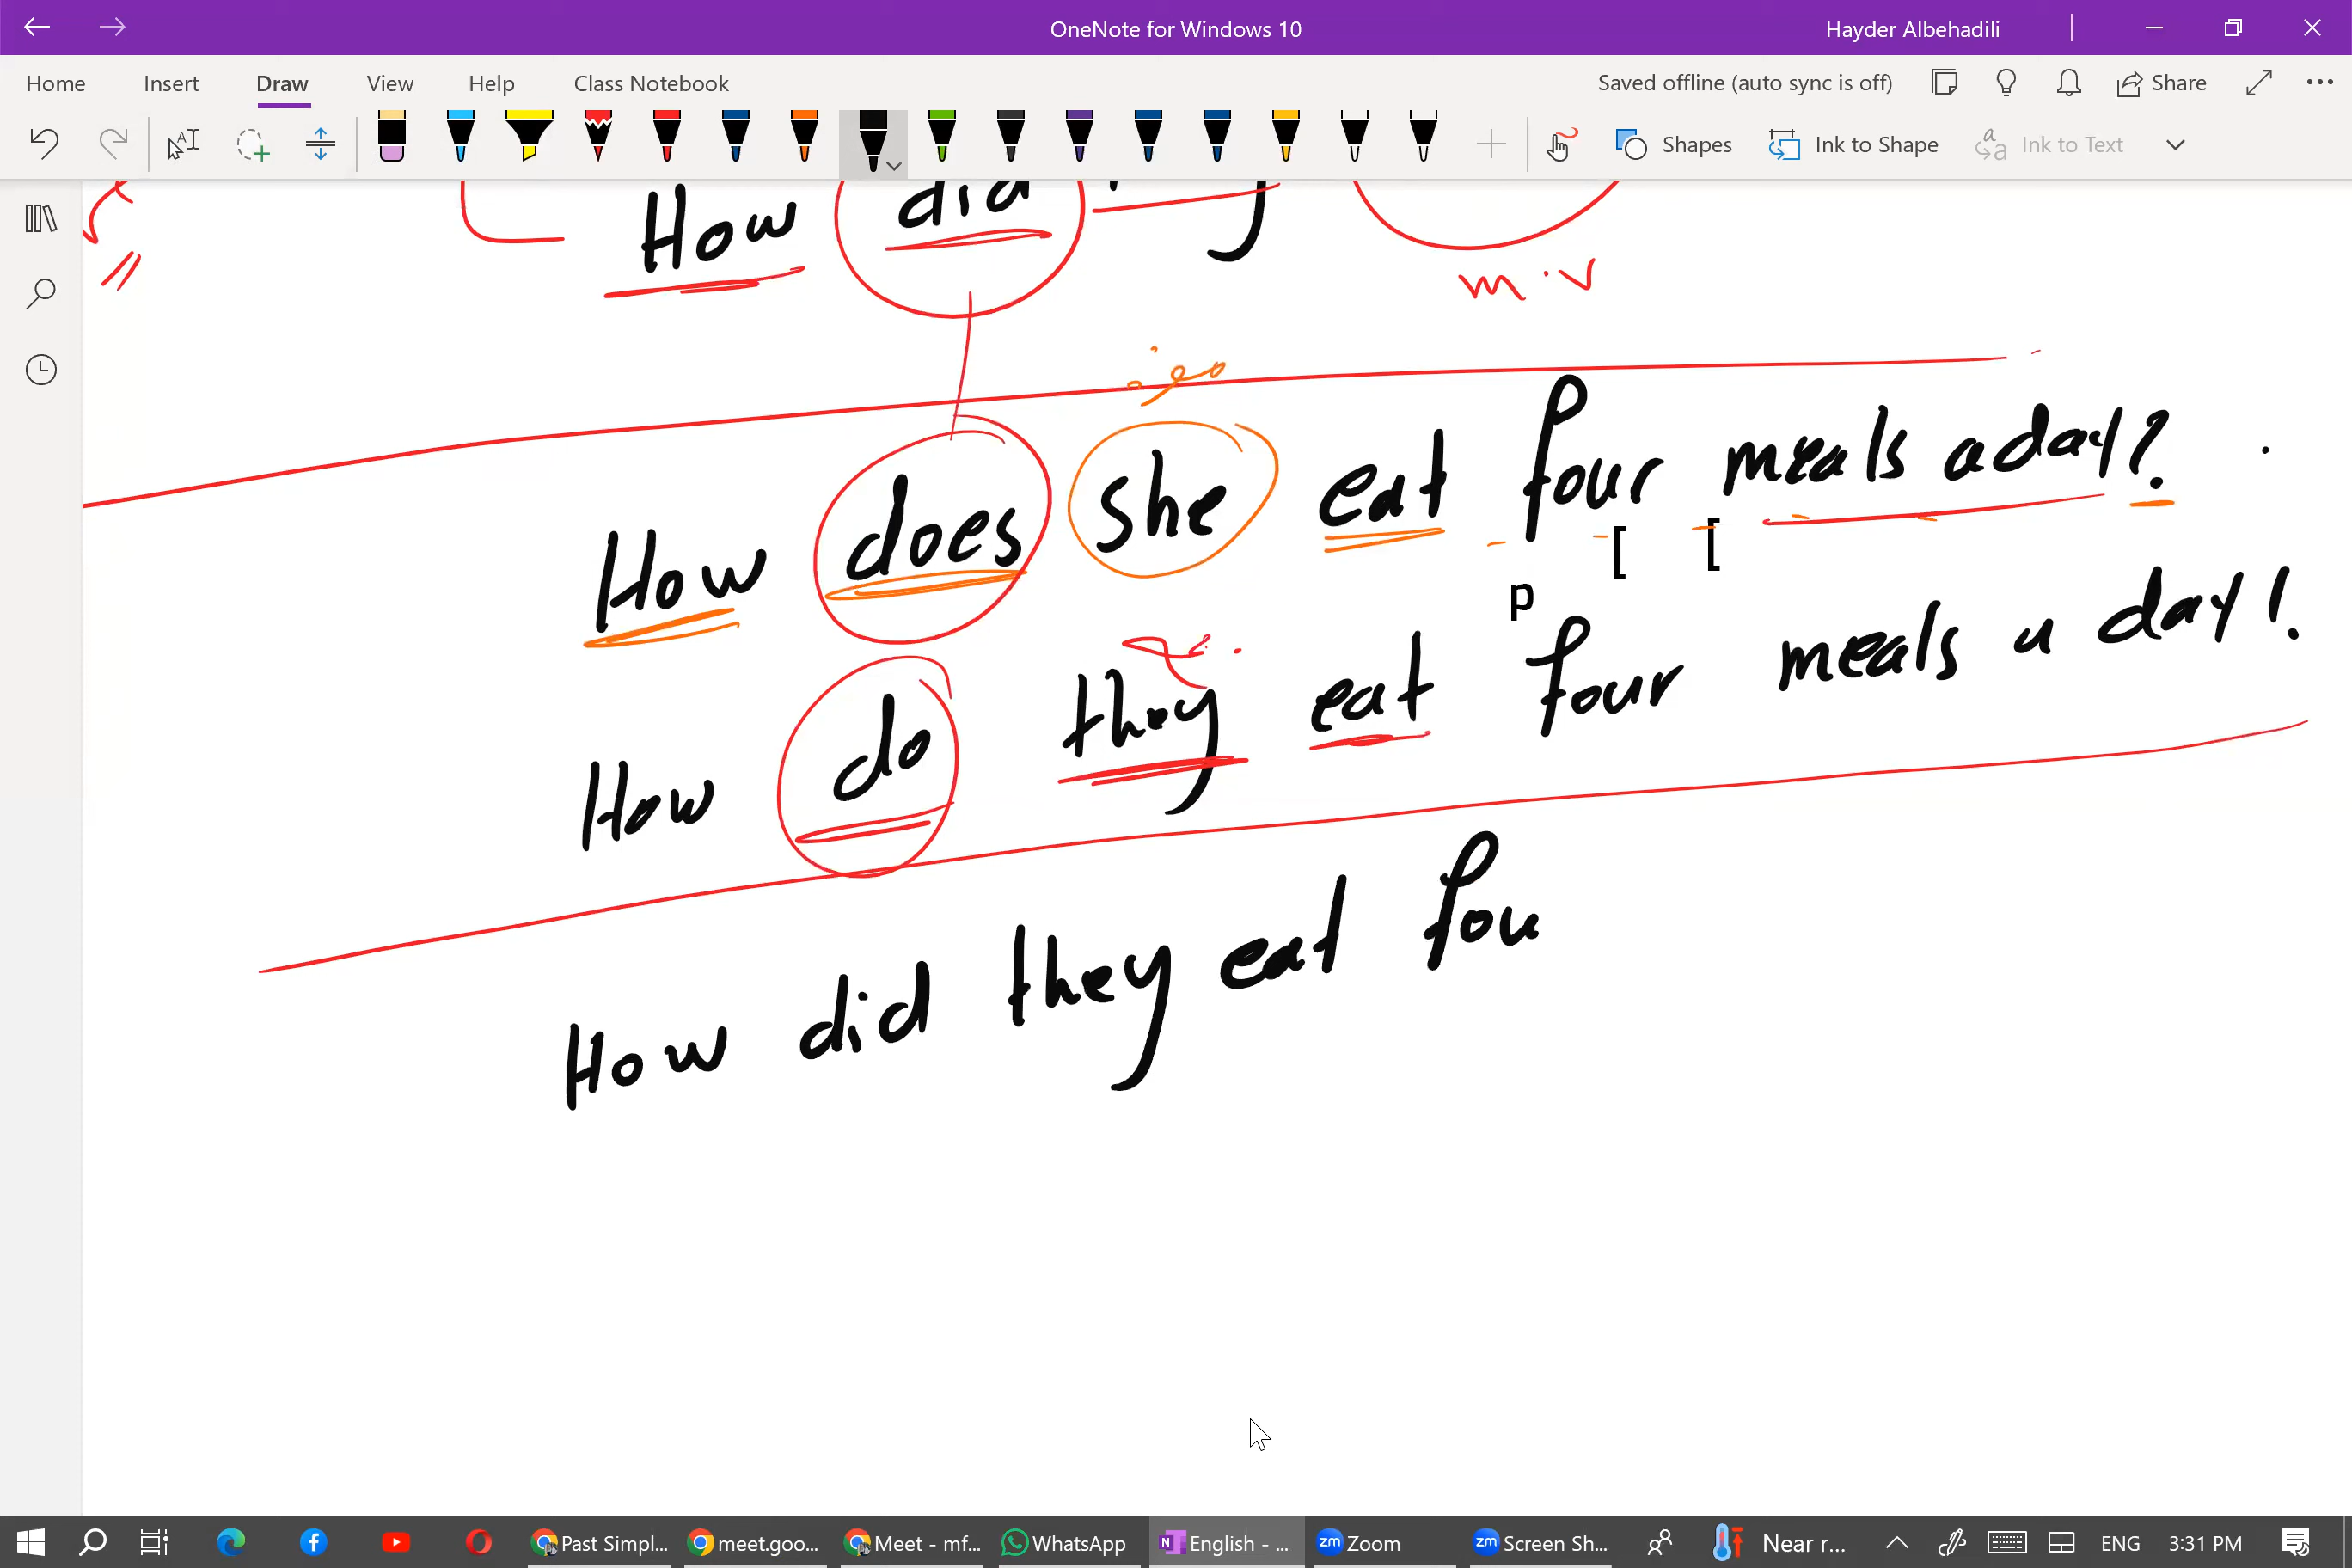 OneNote for Windows 10
Hayder Albehadili
Home Insert Draw View Help Class Notebook
Saved offline (auto sync is off) Share
Shapes Ink to Shape Ink to Text
How did
m.v
مفرد
How does she eat four meals a day?
[ [
p
How do they eat four meals a day?
How did they eat fou
Past Simpl... meet.goo... Meet - mf... WhatsApp English - ... Zoom Screen Sh... Near r... ENG 3:31 PM